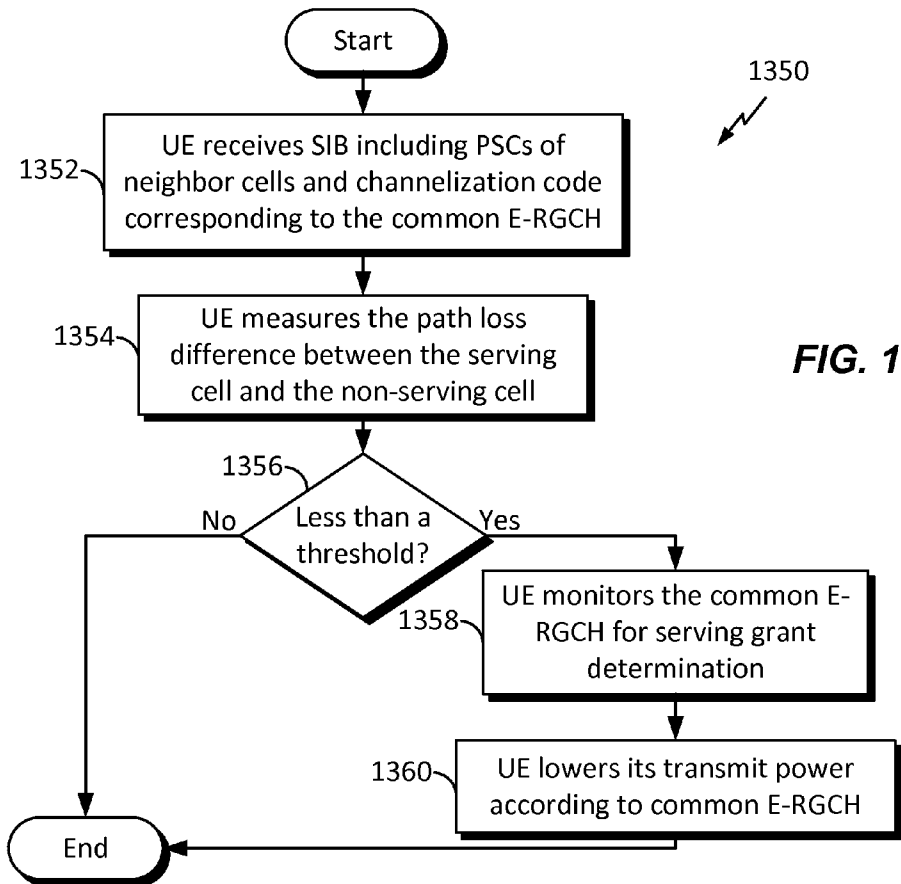 Start
1350
1352
UE receives SIB including PSCs of
neighbor cells and channelization code
corresponding to the common E-RGCH
1354
UE measures the path loss
difference between the serving
cell and the non-serving cell
FIG. 1
1356
No
Less than a
threshold?
Yes
1358
UE monitors the common E-
RGCH for serving grant
determination
1360
UE lowers its transmit power
according to common E-RGCH
End